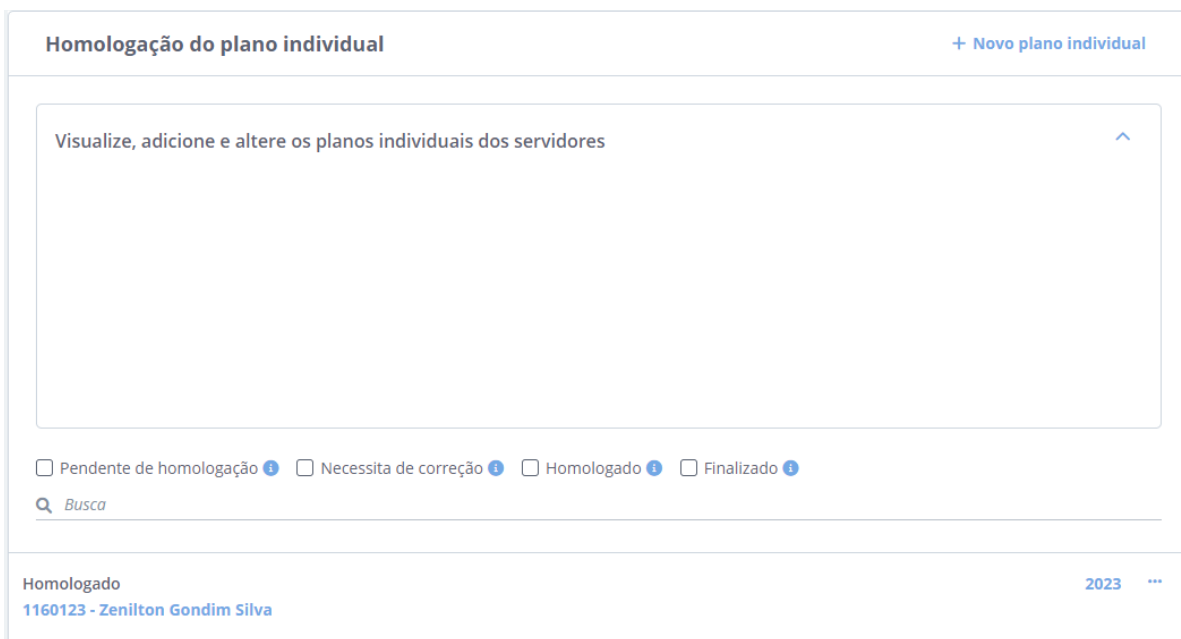 Homologação do plano individual
+ Novo plano individual
Visualize, adicione e altere os planos individuais dos servidores
Pendente de homologação Necessita de correção Homologado Finalizado
Busca
Homologado
2023 ...
1160123 - Zenilton Gondim Silva